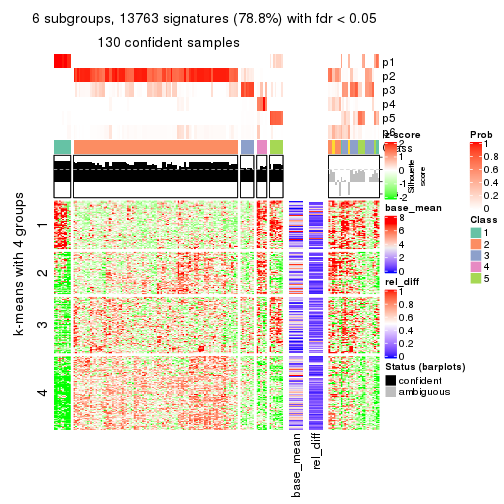 6 subgroups, 13763 signatures (78.8%) with fdr < 0.05
130 confident samples
p1
p2
p3
p4
p5
p6
Class
k-means with 4 groups
1
2
3
4
Silhouette
score
base_mean
rel_diff
z-score
2
1
0
-1
-2
base_mean
8
6
4
2
0
rel_diff
1
0.8
0.6
0.4
0.2
0
Status (barplots)
confident
ambiguous
Prob
1
0.8
0.6
0.4
0.2
0
Class
1
2
3
4
5